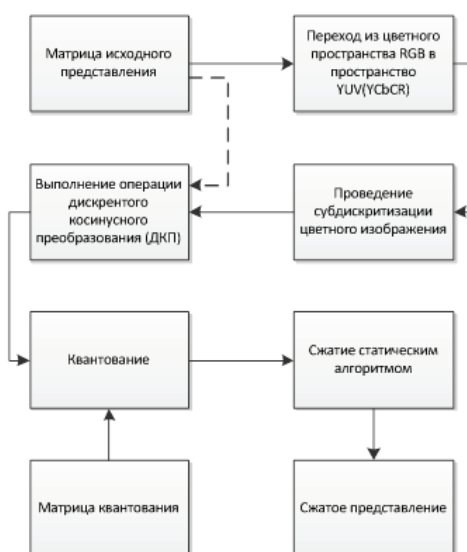 Матрица исходного
представления
Переход из цветного
пространства RGB в
пространство
YUV(YCbCR)
Выполнение операции
дискрентого
косинусного
преобразования (ДКП)
Проведение
субдискритизации
цветного изображения
Квантование
Сжатие статическим
алгоритмом
Матрица квантования
Сжатое представление